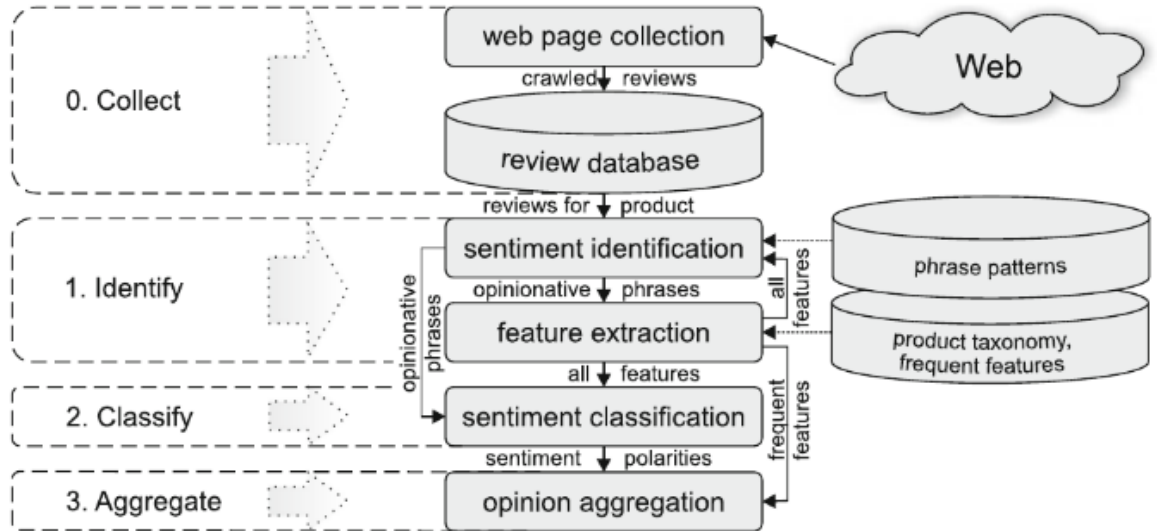 web page collection
Web
crawled reviews
0. Collect
review database
reviews for product
sentiment identification
phrase patterns
all
features
1. Identify
opinionative phrases
opinionative
phrases
feature extraction
product taxonomy,
frequent features
all features
frequent
features
2. Classify
sentiment classification
sentiment polarities
3. Aggregate
opinion aggregation